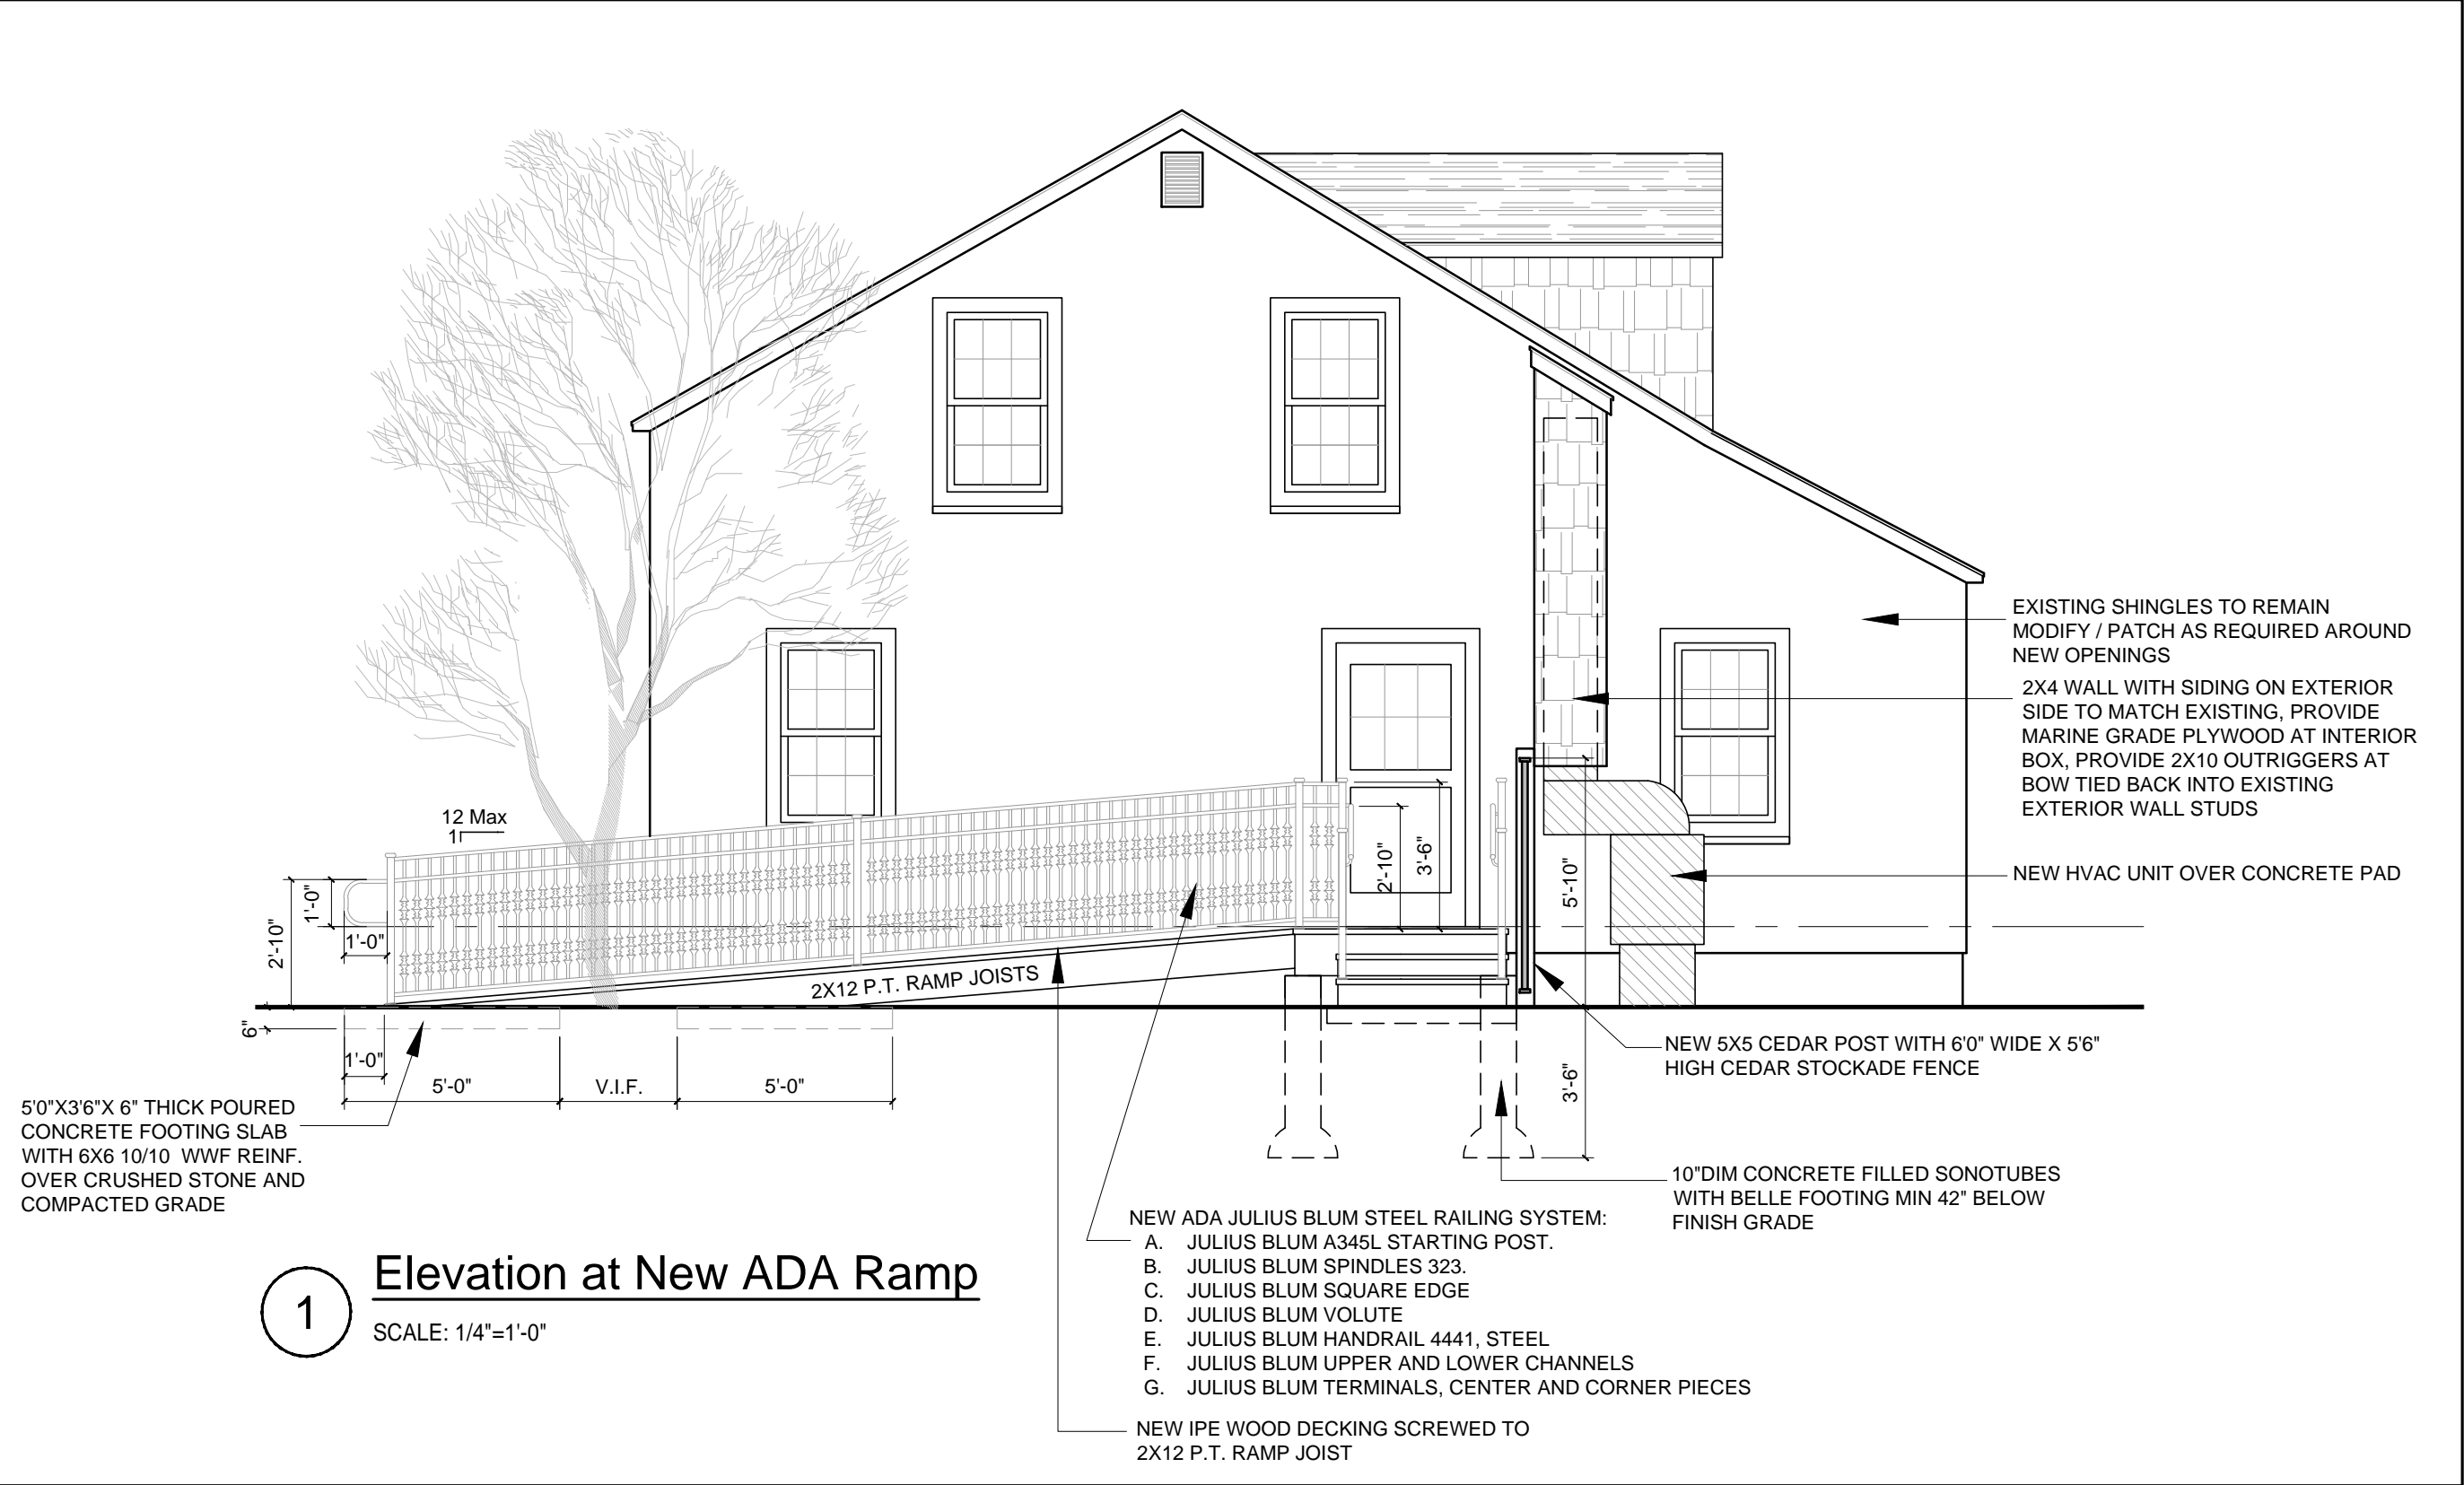 EXISTING SHINGLES TO REMAIN
MODIFY / PATCH AS REQUIRED AROUND
NEW OPENINGS
2X4 WALL WITH SIDING ON EXTERIOR
SIDE TO MATCH EXISTING, PROVIDE
MARINE GRADE PLYWOOD AT INTERIOR
BOX, PROVIDE 2X10 OUTRIGGERS AT
BOW TIED BACK INTO EXISTING
EXTERIOR WALL STUDS
12 Max
1
2'-10"
3'-6"
5'-10"
NEW HVAC UNIT OVER CONCRETE PAD
2'-10"
1'-0"
1'-0"
2X12 P.T. RAMP JOISTS
6"
1'-0"
5'-0"
V.I.F.
5'-0"
3'-6"
NEW 5X5 CEDAR POST WITH 6'0" WIDE X 5'6"
HIGH CEDAR STOCKADE FENCE
5'0"X3'6"X 6" THICK POURED
CONCRETE FOOTING SLAB
WITH 6X6 10/10 WWF REINF.
OVER CRUSHED STONE AND
COMPACTED GRADE
10"DIM CONCRETE FILLED SONOTUBES
WITH BELLE FOOTING MIN 42" BELOW
FINISH GRADE
NEW ADA JULIUS BLUM STEEL RAILING SYSTEM:
A. JULIUS BLUM A345L STARTING POST.
B. JULIUS BLUM SPINDLES 323.
C. JULIUS BLUM SQUARE EDGE
D. JULIUS BLUM VOLUTE
E. JULIUS BLUM HANDRAIL 4441, STEEL
F. JULIUS BLUM UPPER AND LOWER CHANNELS
G. JULIUS BLUM TERMINALS, CENTER AND CORNER PIECES
NEW IPE WOOD DECKING SCREWED TO
2X12 P.T. RAMP JOIST
1
Elevation at New ADA Ramp
SCALE: 1/4"=1'-0"